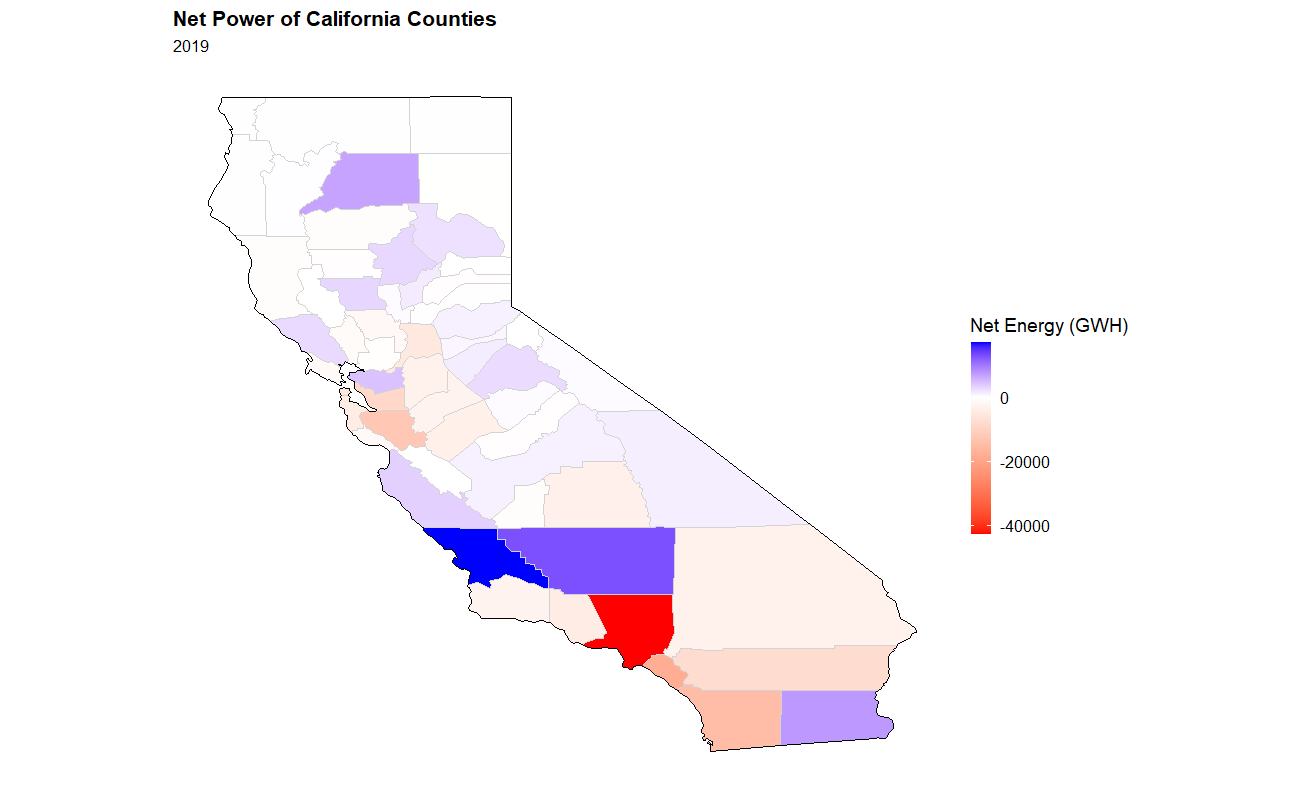 Net Power of California Counties
2019
Net Energy (GWH)
0
-20000
-40000